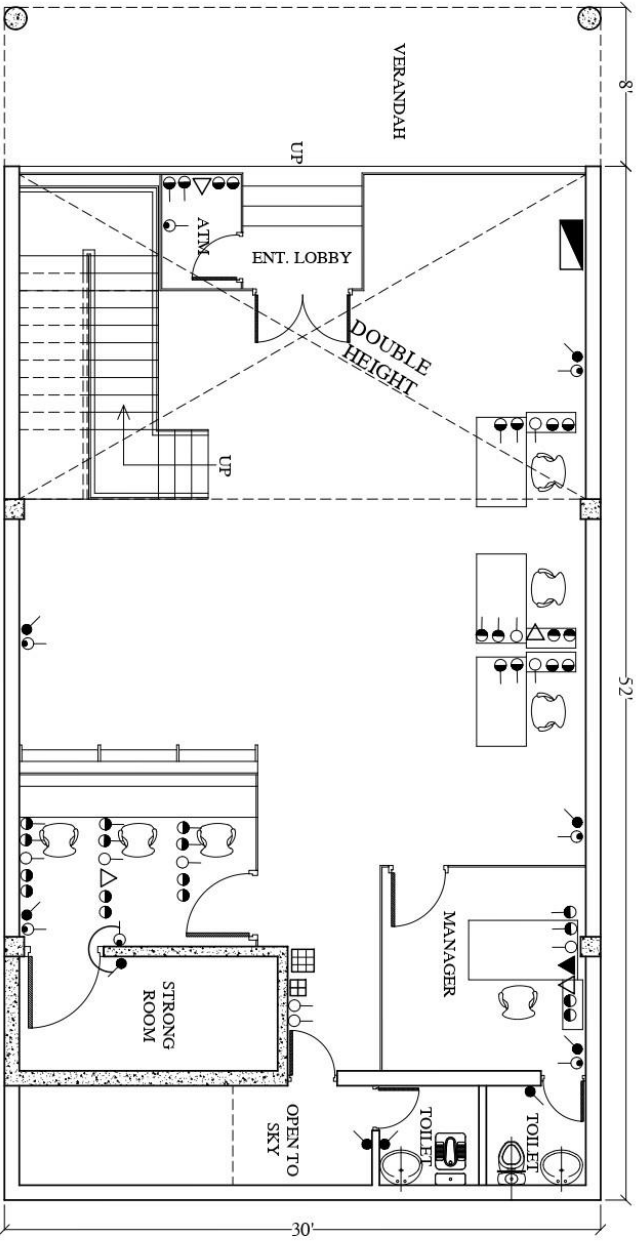 8'
VERANDAH
UP
ATM
ENT. LOBBY
DOUBLE
HEIGHT
UP
52'
MANAGER
STRONG
ROOM
OPEN TO
SKY
TOILET
TOILET
30'